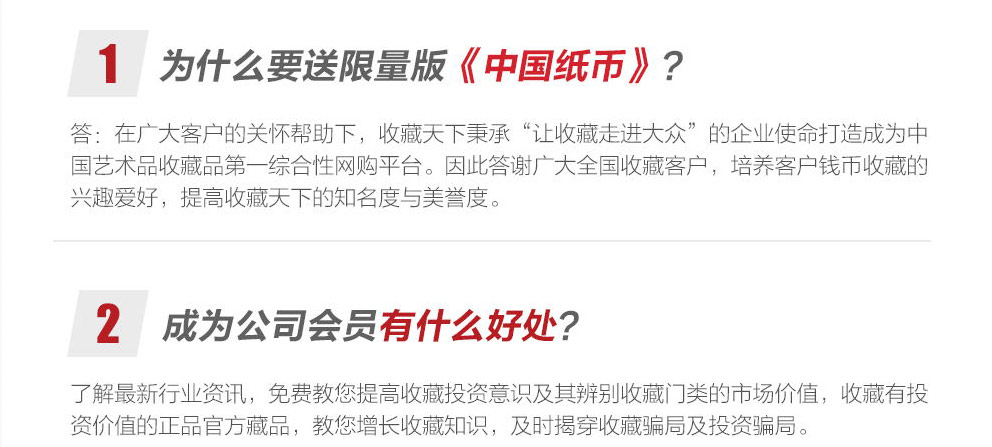 1 为什么要送限量版《中国纸币》?
答：在广大客户的关怀帮助下，收藏天下秉承“让收藏走进大众”的企业使命打造成为中
国艺术品收藏品第一综合性网购平台。因此答谢广大全国收藏客户，培养客户钱币收藏的
兴趣爱好，提高收藏天下的知名度与美誉度。
2 成为公司会员有什么好处?
了解最新行业资讯，免费教您提高收藏投资意识及其辨别收藏门类的市场价值，收藏有投
资价值的正品官方藏品，教您增长收藏知识，及时揭穿收藏骗局及投资骗局。